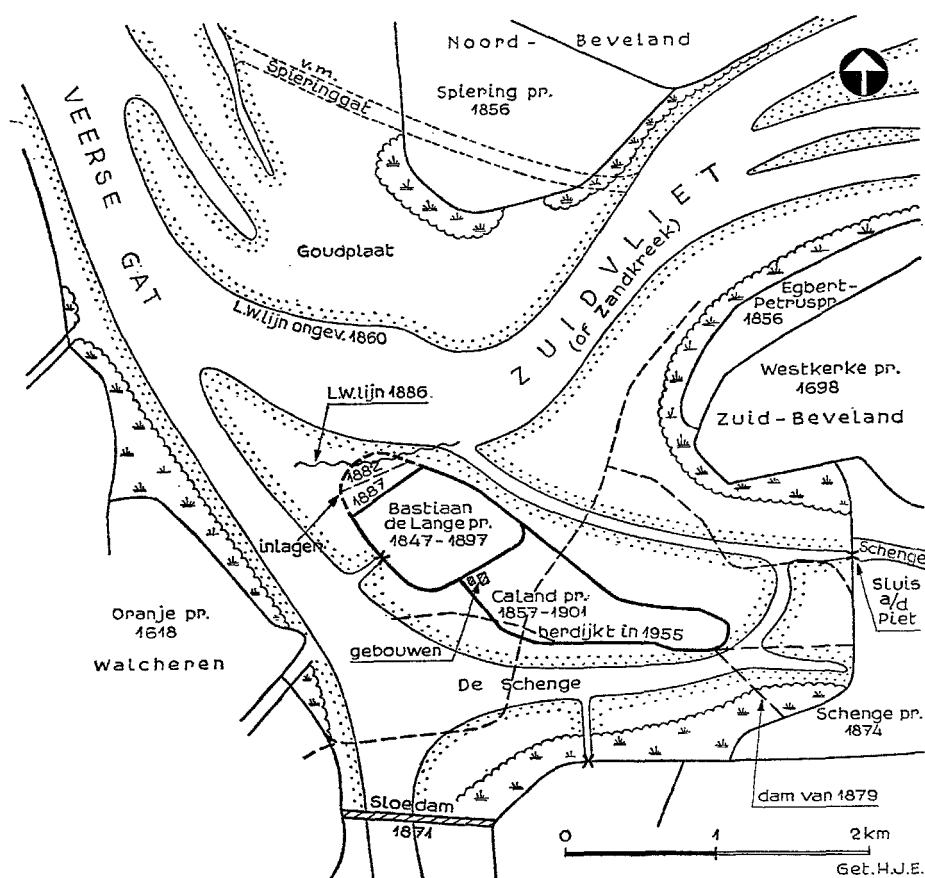 Noord - Beveland
v.m.
Spieringgat
Spiering pr.
1856
VEERSE GAT
Goudplaat
ZUIDVLIET
(of Zandkreek)
L.W.lijn ongev. 1860
Egbert-
Petruspr.
1856
Westkerke pr.
1698
Zuid-Beveland
L.W.lijn 1886.
1882
1887
Bastiaan
de Lange pr.
1847-1897
inlagen
Schenge
Sluis
a/d
Piet
Caland pr.
1857-1901
berdijkt in 1955
Oranje pr.
1618
Walcheren
gebouwen
De Schenge
Schenge pr.
1874
dam van 1879
Sloedam
1871
0 1 2km
Get.H.J.E.